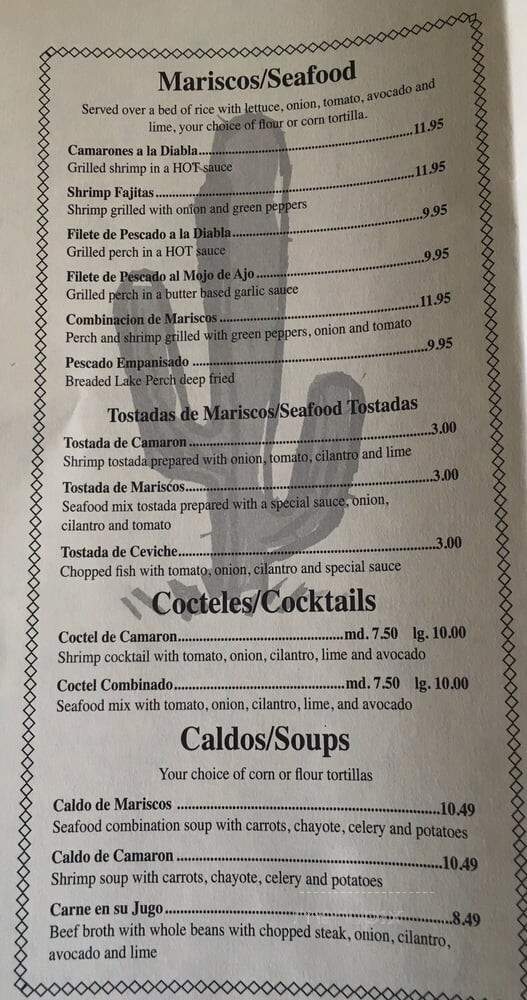 Mariscos/Seafood
Served over a bed of rice with lettuce, onion, tomato, avocado and
lime, your choice of flour or corn tortilla.
Camarones a la Diabla...11.95
Grilled shrimp in a HOT sauce
Shrimp Fajitas...11.95
Shrimp grilled with onion and green peppers
Filete de Pescado a la Diabla...9.95
Grilled perch in a HOT sauce
Filete de Pescado al Mojo de Ajo...9.95
Grilled perch in a butter based garlic sauce
Combinacion de Mariscos...11.95
Perch and shrimp grilled with green peppers, onion and tomato
Pescado Empanisado...9.95
Breaded Lake Perch deep fried
Tostadas de Mariscos/Seafood Tostadas
Tostada de Camaron...3.00
Shrimp tostada prepared with onion, tomato, cilantro and lime
Tostada de Mariscos...3.00
Seafood mix tostada prepared with a special sauce, onion,
cilantro and tomato
Tostada de Ceviche...3.00
Chopped fish with tomato, onion, cilantro and special sauce
Cocteles/Cocktails
Coctel de Camaron...md. 7.50 lg. 10.00
Shrimp cocktail with tomato, onion, cilantro, lime and avocado
Coctel Combinado...md. 7.50 lg. 10.00
Seafood mix with tomato, onion, cilantro, lime, and avocado
Caldos/Soups
Your choice of corn or flour tortillas
Caldo de Mariscos...10.49
Seafood combination soup with carrots, chayote, celery and potatoes
Caldo de Camaron...10.49
Shrimp soup with carrots, chayote, celery and potatoes
Carne en su Jugo...8.49
Beef broth with whole beans with chopped steak, onion, cilantro,
avocado and lime